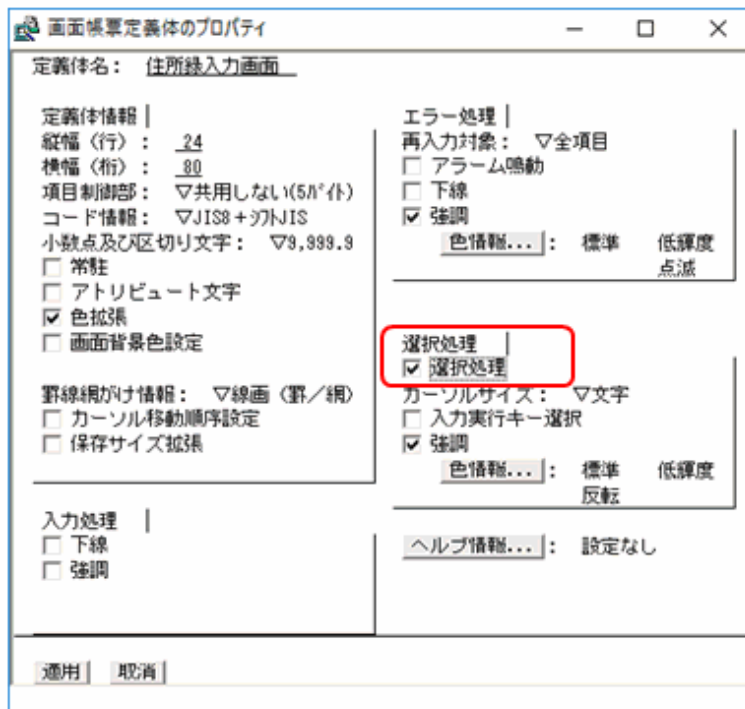 画面帳票定義体のプロパティ
定義体名： 住所録入力画面
定義体情報
縦幅（行）： 24
横幅（桁）： 80
項目制御部： ▽共用しない(5ﾊﾞｲﾄ)
コード情報： ▽JIS8＋ｼﾌﾄJIS
小数点及び区切り文字： ▽9,999.9
常駐
アトリビュート文字
色拡張
画面背景色設定
罫線網がけ情報： ▽線画（罫／網）
カーソル移動順序設定
保存サイズ拡張
入力処理
下線
強調
エラー処理
再入力対象： ▽全項目
アラーム鳴動
下線
強調
色情報...： 標準 低輝度
点滅
選択処理
選択処理
カーソルサイズ： ▽文字
入力実行キー選択
強調
色情報...： 標準 低輝度
反転
ヘルプ情報...： 設定なし
適用 取消